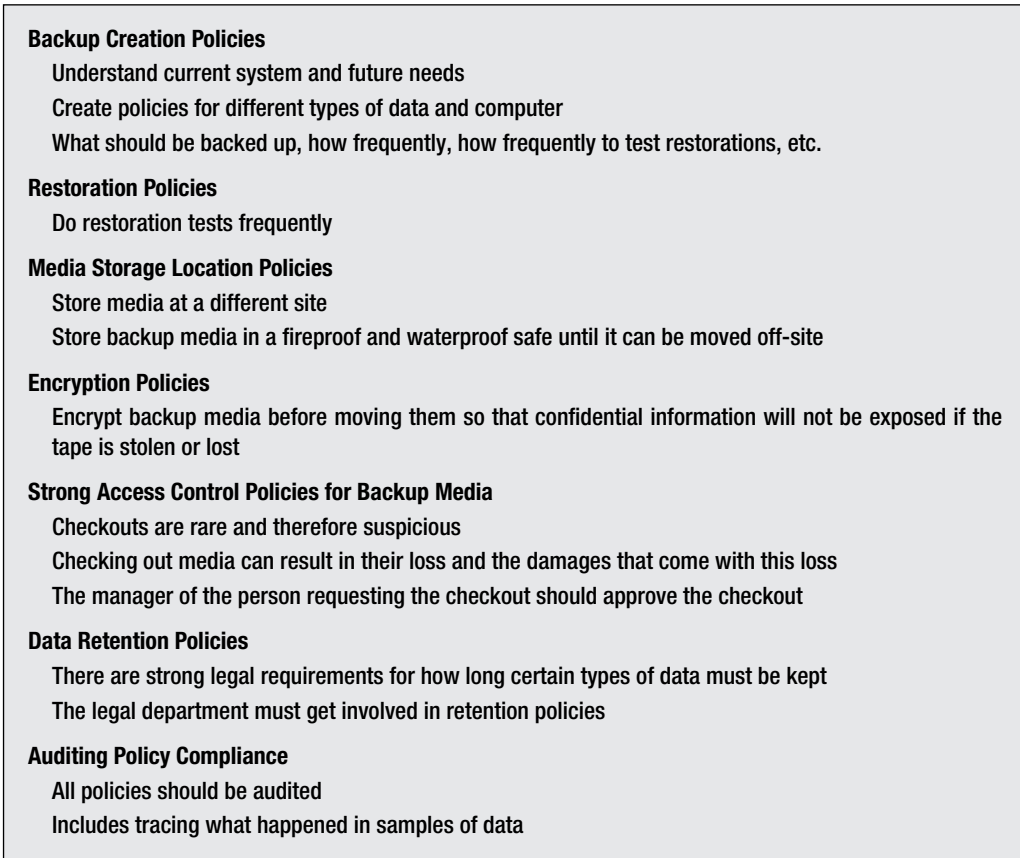 Backup Creation Policies
Understand current system and future needs
Create policies for different types of data and computer
What should be backed up, how frequently, how frequently to test restorations, etc.
Restoration Policies
Do restoration tests frequently
Media Storage Location Policies
Store media at a different site
Store backup media in a fireproof and waterproof safe until it can be moved off-site
Encryption Policies
Encrypt backup media before moving them so that confidential information will not be exposed if the
tape is stolen or lost
Strong Access Control Policies for Backup Media
Checkouts are rare and therefore suspicious
Checking out media can result in their loss and the damages that come with this loss
The manager of the person requesting the checkout should approve the checkout
Data Retention Policies
There are strong legal requirements for how long certain types of data must be kept
The legal department must get involved in retention policies
Auditing Policy Compliance
All policies should be audited
Includes tracing what happened in samples of data